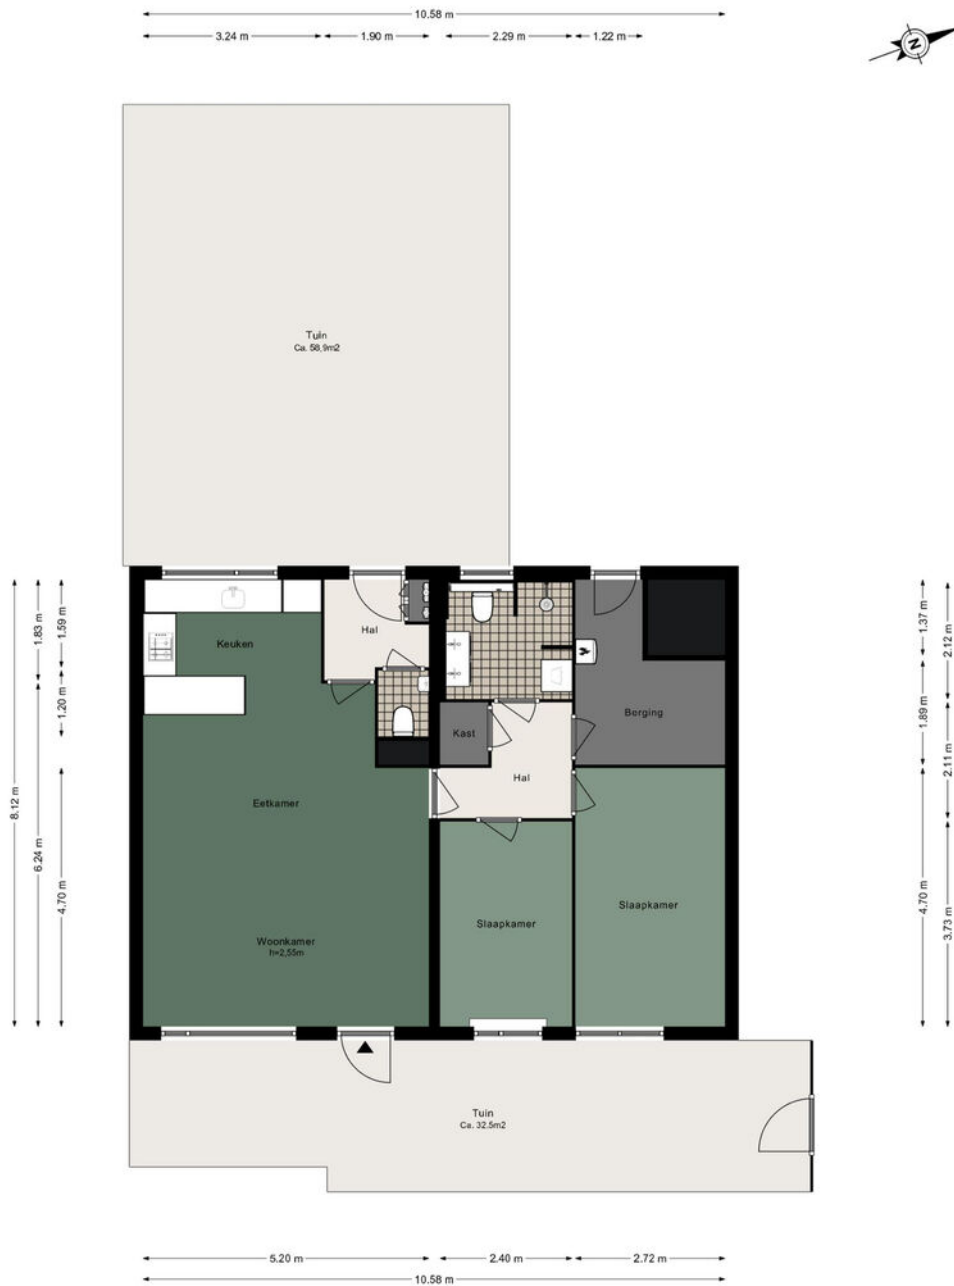 10.58 m
3.24 m
1.90 m
2.29 m
1.22 m
N
Tuin
Ca. 58,9m2
Keuken
Hal
Kast
Berging
Hal
Eetkamer
Woonkamer
h=2,55m
Slaapkamer
Slaapkamer
8.12 m
1.83 m
6.24 m
1.59 m
1.20 m
4.70 m
1.37 m
1.89 m
4.70 m
2.12 m
2.11 m
3.73 m
Tuin
Ca. 32.5m2
5.20 m
2.40 m
2.72 m
10.58 m